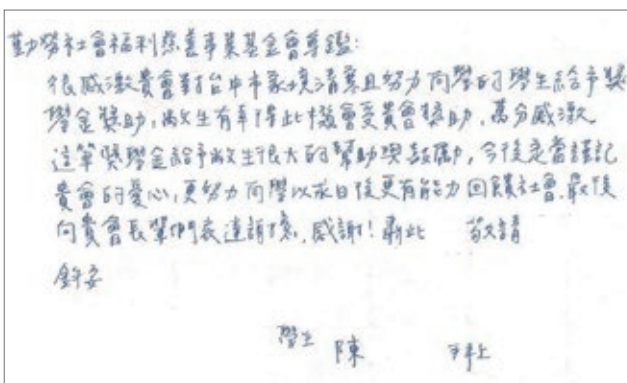 勤勞社會福利慈善事業基金會尊鑑:
很感激貴會對台中市家境清寒且努力向學的學生給予獎
學金獎助,敝生有幸得此機會受貴會獎助,萬分感激
這筆獎學金給予敝生很大的幫助與鼓勵,今後定當謹記
貴會的愛心,更努力向學以求日後更有能力回饋社會.最後
向貴會長輩們表達謝意,感謝!耑此 敬請
鈞安
學生 陳 拜上